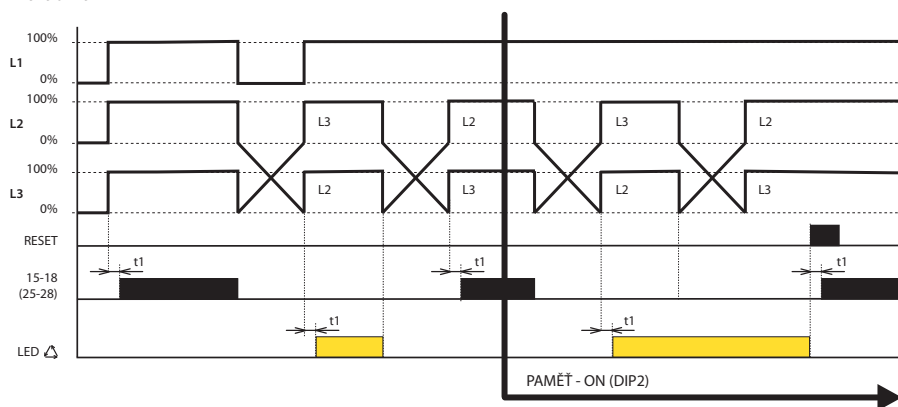 100%
L1
0%
100%
L2
0%
L3
L2
L3
L2
100%
L3
0%
L2
L3
L2
L3
RESET
t1
t1
t1
15-18
(25-28)
t1
t1
LED
PAMĚŤ - ON (DIP2)